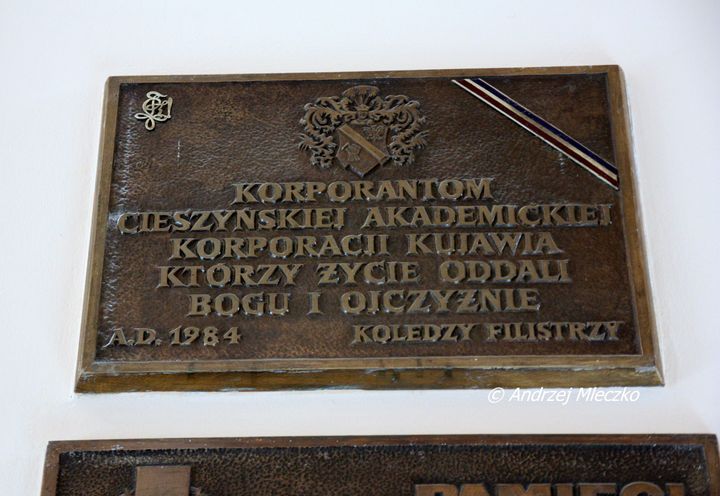 KORPORANTOM
CIESZYŃSKIEJ AKADEMICKIEJ
KORPORACJI KUJAWIA
KTÓRZY ŻYCIE ODDALI
BOGU I OJCZYŹNIE
A.D. 1984 KOLEDZY FILISTRZY
© Andrzej Mleczko